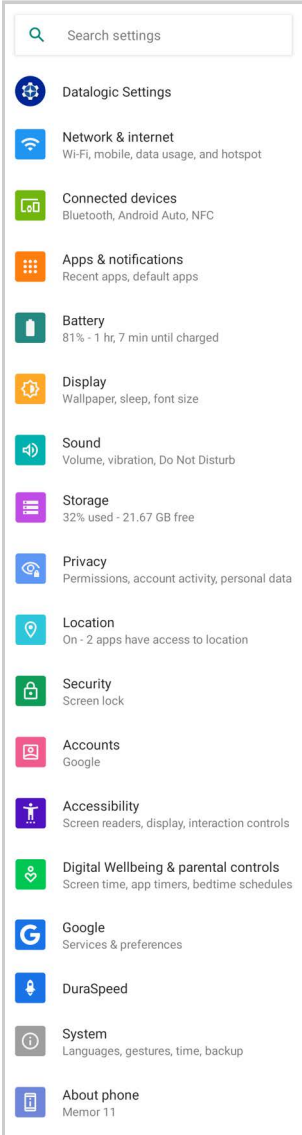 Search settings
Datalogic Settings
Network & internet
Wi-Fi, mobile, data usage, and hotspot
Connected devices
Bluetooth, Android Auto, NFC
Apps & notifications
Recent apps, default apps
Battery
81% - 1 hr, 7 min until charged
Display
Wallpaper, sleep, font size
Sound
Volume, vibration, Do Not Disturb
Storage
32% used - 21.67 GB free
Privacy
Permissions, account activity, personal data
Location
On - 2 apps have access to location
Security
Screen lock
Accounts
Google
Accessibility
Screen readers, display, interaction controls
Digital Wellbeing & parental controls
Screen time, app timers, bedtime schedules
G Google
Services & preferences
DuraSpeed
System
Languages, gestures, time, backup
About phone
Memor 11